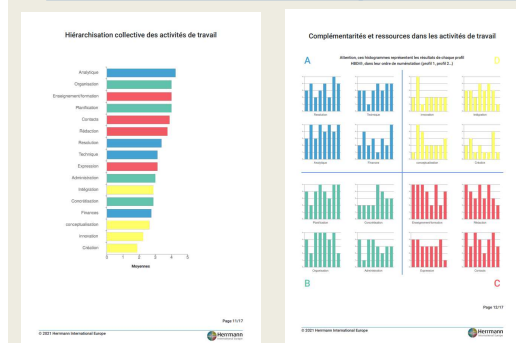 Hiérarchisation collective des activités de travail
Analytique
Organisation
Enseignement/formation
Planification
Contacts
Rédaction
Résolution
Technique
Expression
Administration
Intégration
Concrétisation
Finances
conceptualisation
Innovation
Création
0 1 2 3 4 5
Moyennes
Page 11/17
© 2021 Herrmann International Europe
Herrmann
Complémentarités et ressources dans les activités de travail
Attention, ces histogrammes représentent les résultats de chaque profil
HBDI®, dans leur ordre de numérotation (profil 1, profil 2...)
A
D
Résolution
Technique
Innovation
Intégration
Analytique
Finances
conceptualisation
Création
Planification
Concrétisation
Enseignement/formation
Rédaction
Organisation
Administration
Expression
Contacts
B
C
Page 12/17
© 2021 Herrmann International Europe
Herrmann